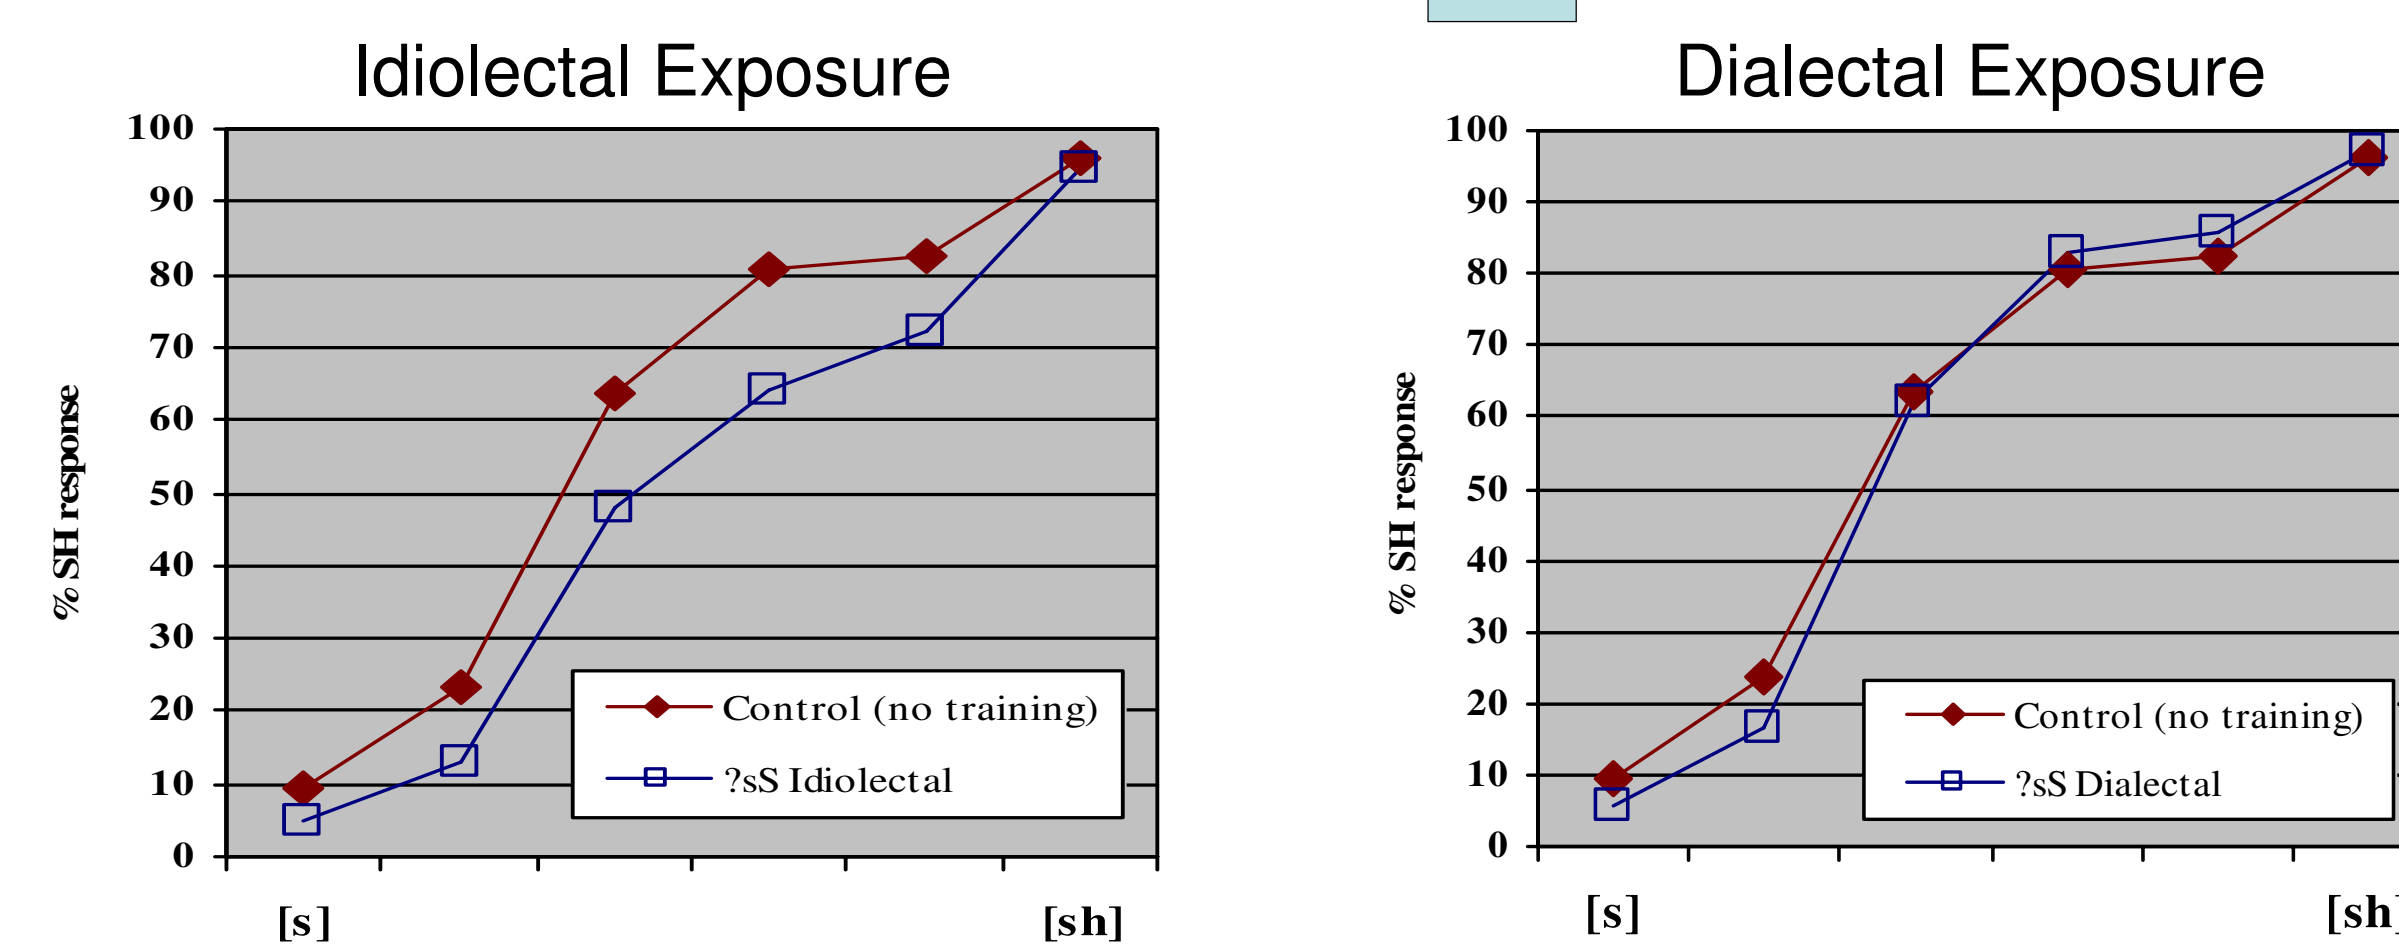 Idiolectal Exposure
100
90
80
70
60
50
40
30
20
10
0
% SH response
Control (no training)
?sS Idiolectal
[s]
[sh]
Dialectal Exposure
100
90
80
70
60
50
40
30
20
10
0
% SH response
Control (no training)
?sS Dialectal
[s]
[sh]